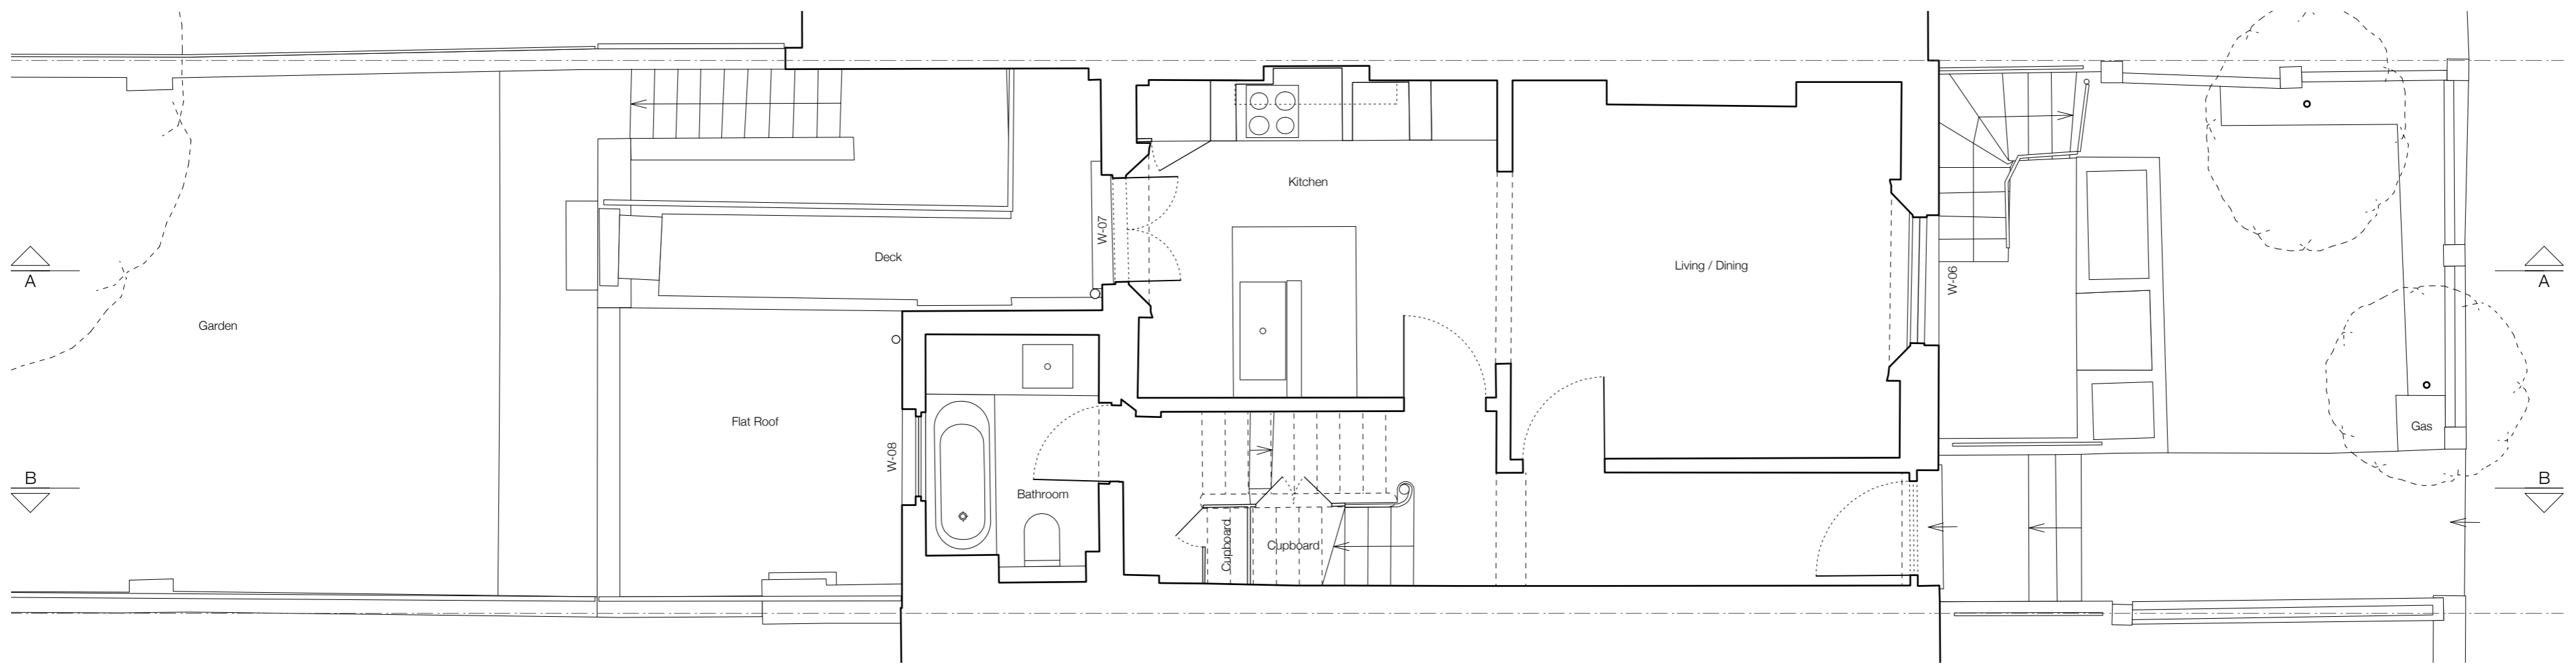 Kitchen
W-07
Deck
Living / Dining
W-06
A
A
Garden
Flat Roof
W-08
Gas
B
Bathroom
B
Cupboard
Cupboard